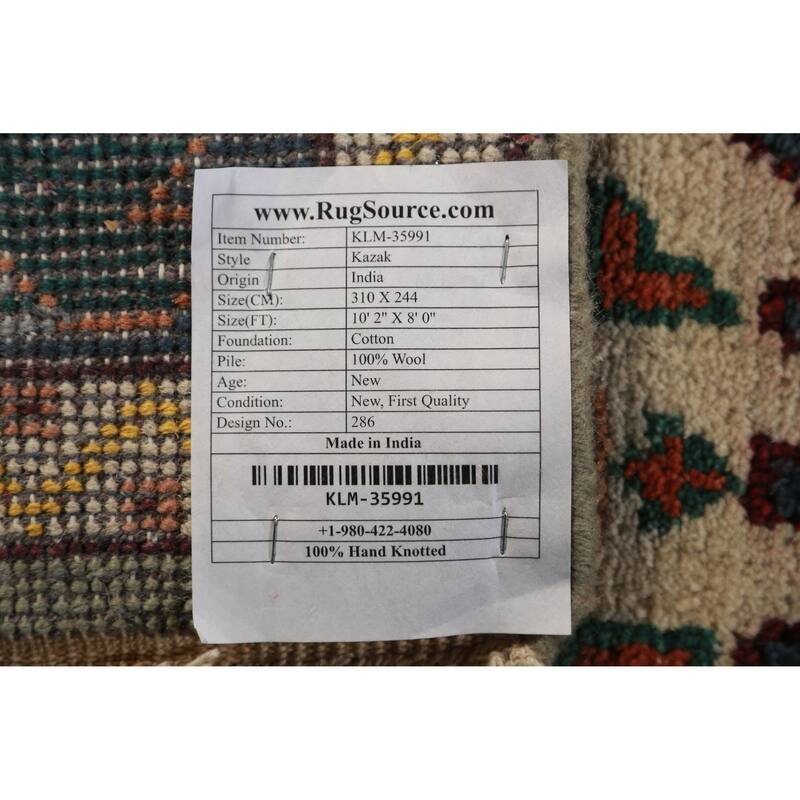 www.RugSource.com
Item Number: KLM-35991
Style Kazak
Origin India
Size(CM): 310 X 244
Size(FT): 10' 2" X 8' 0"
Foundation: Cotton
Pile: 100% Wool
Age: New
Condition: New, First Quality
Design No.: 286
Made in India
KLM-35991
+1-980-422-4080
100% Hand Knotted